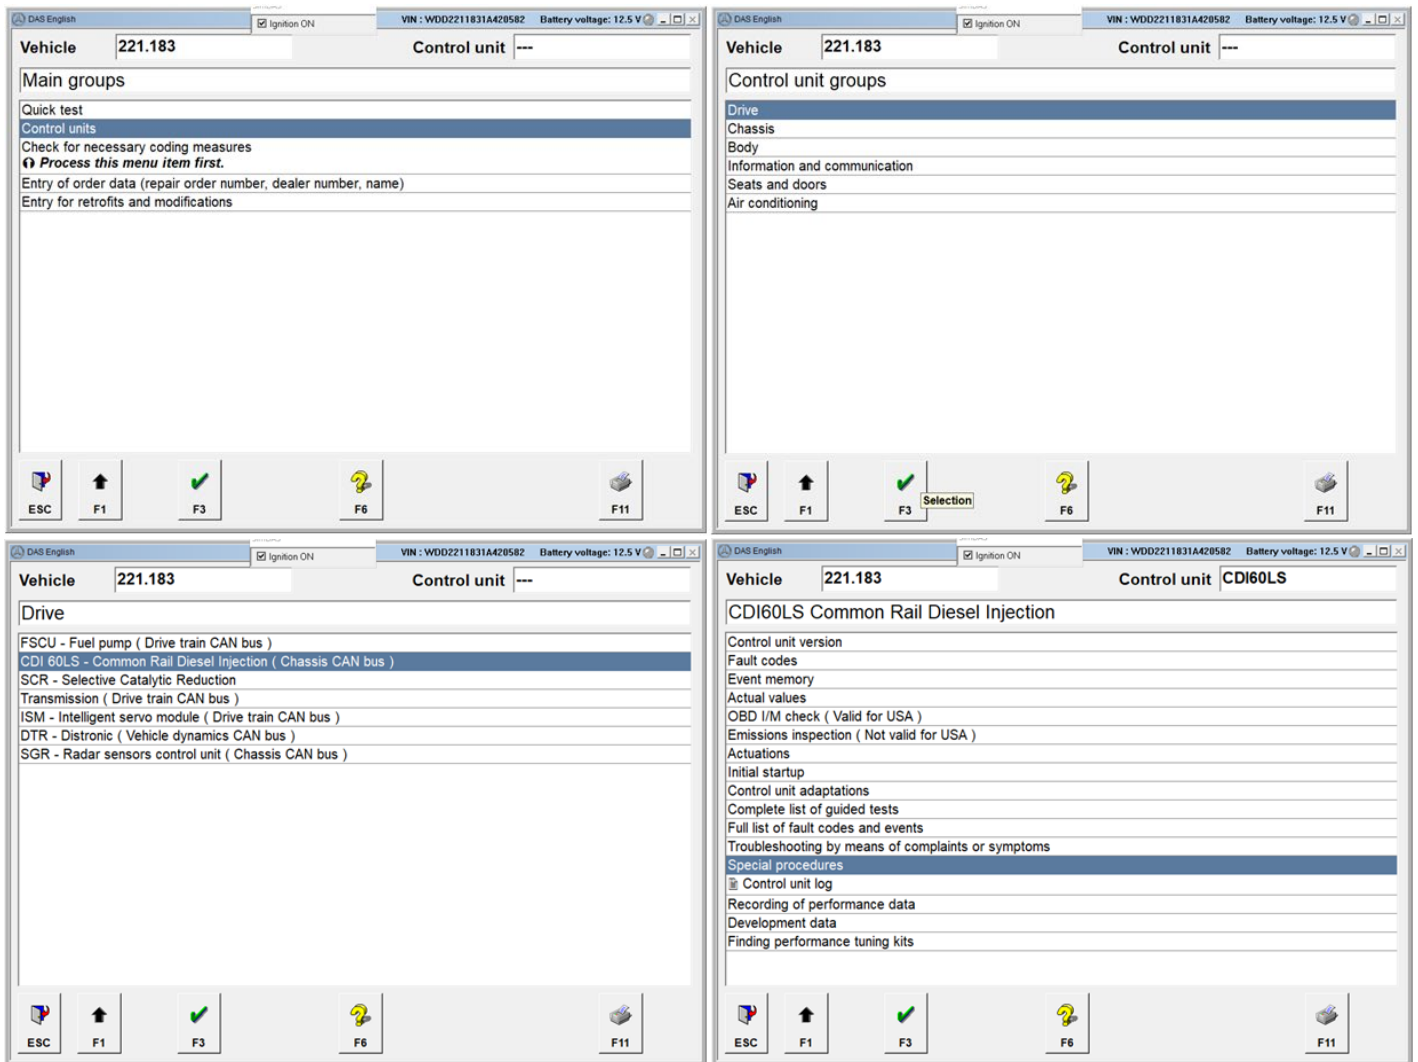 DAS English
Ignition ON
VIN : WDD2211831A420582 Battery voltage: 12.5 V
Vehicle 221.183 Control unit ---
Main groups
Quick test
Control units
Check for necessary coding measures
Process this menu item first.
Entry of order data (repair order number, dealer number, name)
Entry for retrofits and modifications
ESC F1 F3 F6 F11
DAS English
Ignition ON
VIN : WDD2211831A420582 Battery voltage: 12.5 V
Vehicle 221.183 Control unit ---
Control unit groups
Drive
Chassis
Body
Information and communication
Seats and doors
Air conditioning
Selection
ESC F1 F3 F6 F11
DAS English
Ignition ON
VIN : WDD2211831A420582 Battery voltage: 12.5 V
Vehicle 221.183 Control unit ---
Drive
FSCU - Fuel pump ( Drive train CAN bus )
CDI 60LS - Common Rail Diesel Injection ( Chassis CAN bus )
SCR - Selective Catalytic Reduction
Transmission ( Drive train CAN bus )
ISM - Intelligent servo module ( Drive train CAN bus )
DTR - Distronic ( Vehicle dynamics CAN bus )
SGR - Radar sensors control unit ( Chassis CAN bus )
ESC F1 F3 F6 F11
DAS English
Ignition ON
VIN : WDD2211831A420582 Battery voltage: 12.5 V
Vehicle 221.183 Control unit CDI60LS
CDI60LS Common Rail Diesel Injection
Control unit version
Fault codes
Event memory
Actual values
OBD I/M check ( Valid for USA )
Emissions inspection ( Not valid for USA )
Actuations
Initial startup
Control unit adaptations
Complete list of guided tests
Full list of fault codes and events
Troubleshooting by means of complaints or symptoms
Special procedures
Control unit log
Recording of performance data
Development data
Finding performance tuning kits
ESC F1 F3 F6 F11